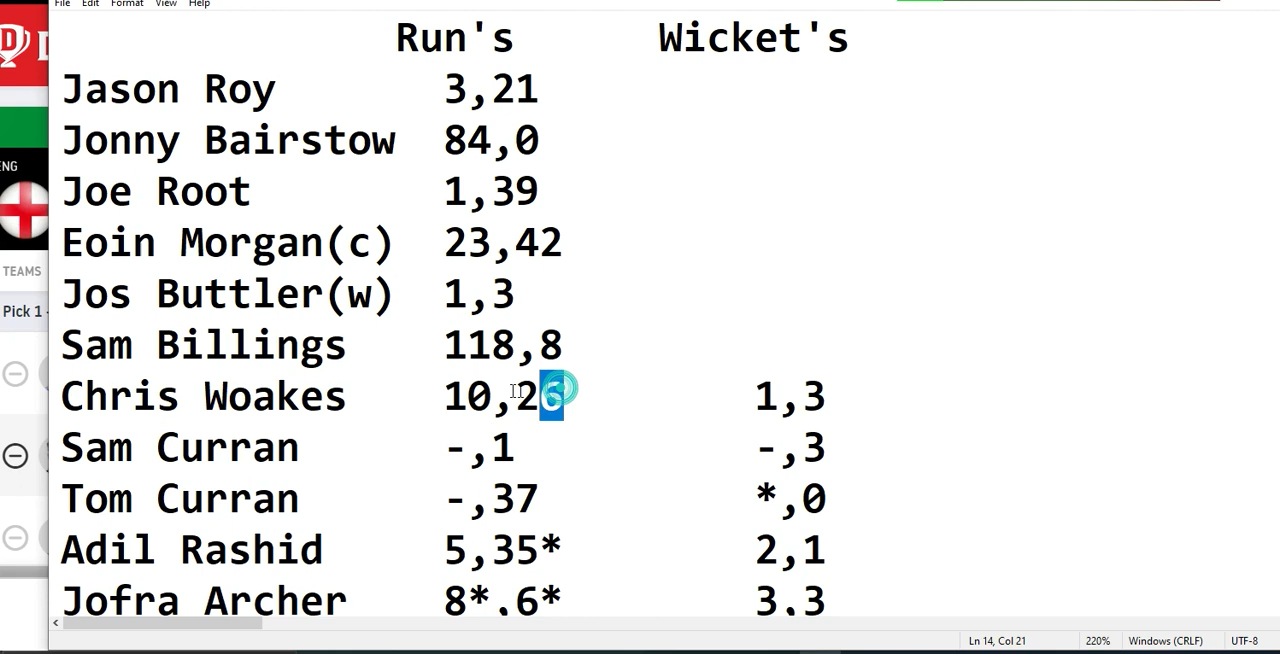 File Edit Format View Help
Run's Wicket's
Jason Roy 3,21
Jonny Bairstow 84,0
Joe Root 1,39
Eoin Morgan(c) 23,42
Jos Buttler(w) 1,3
Sam Billings 118,8
Chris Woakes 10,26 1,3
Sam Curran -,1 -,3
Tom Curran -,37 *,0
Adil Rashid 5,35* 2,1
Jofra Archer 8*,6* 3,3
D
ENG
TEAMS
Pick 1 -
Ln 14, Col 21 220% Windows (CRLF) UTF-8